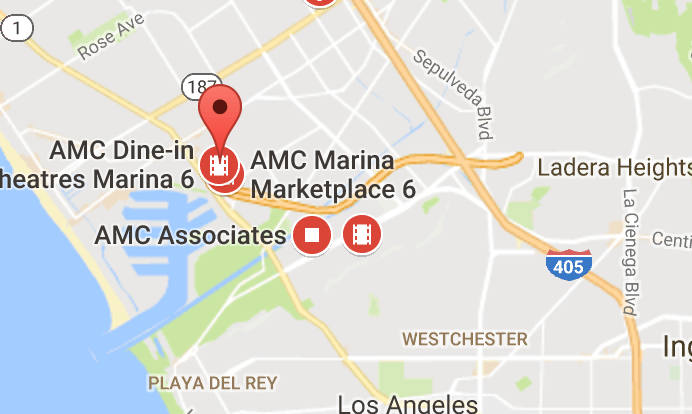 1
Rose Ave
187
Sepulveda Blvd
AMC Dine-in
heatres Marina 6
AMC Marina
Marketplace 6
Ladera Heights
La Cienega Blvd
AMC Associates
Centi
405
WESTCHESTER
Ing
PLAYA DEL REY
Los Angeles